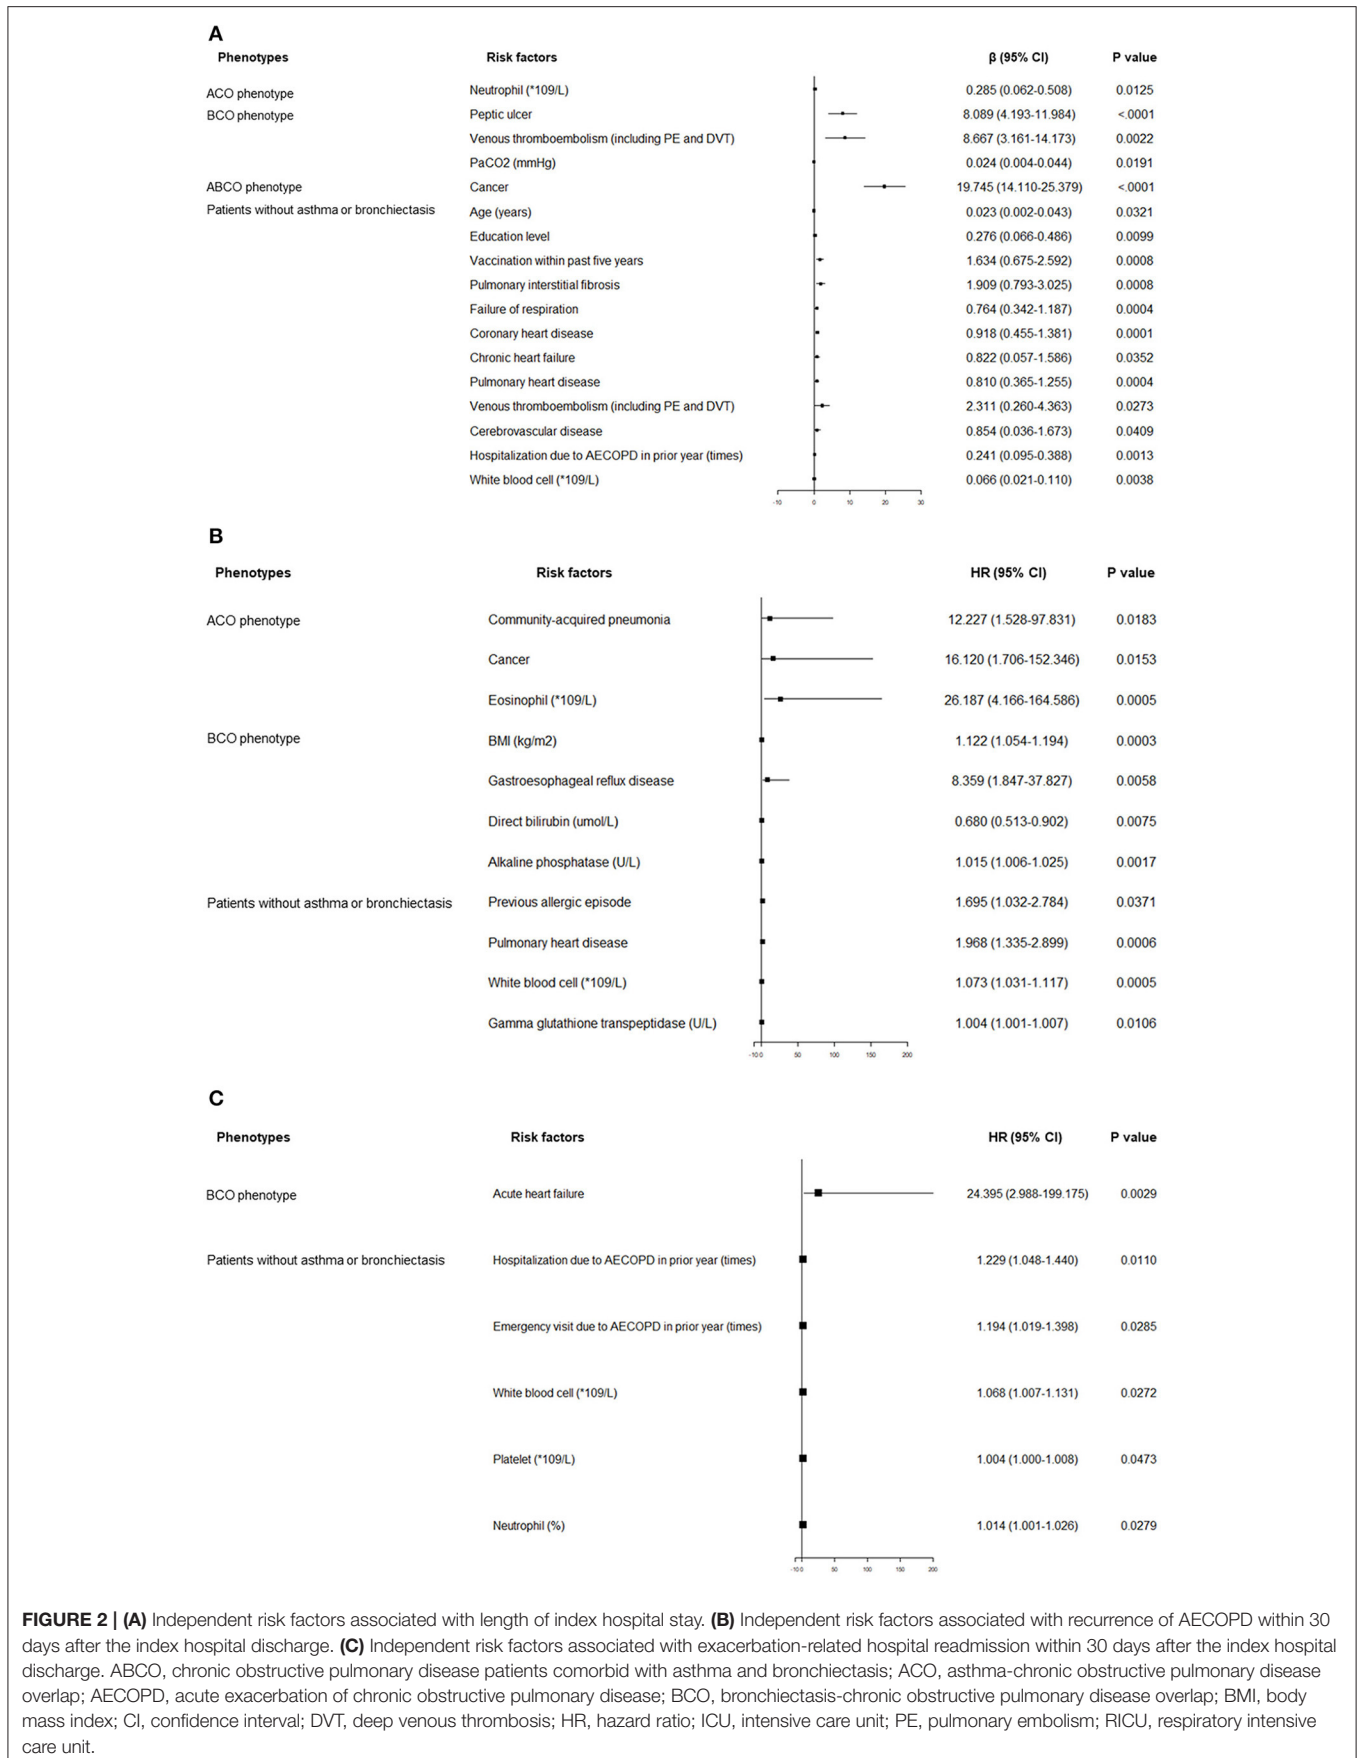 A
Phenotypes Risk factors β (95% CI) P value
ACO phenotype Neutrophil (*109/L) 0.285 (0.062-0.508) 0.0125
BCO phenotype Peptic ulcer 8.089 (4.193-11.984) <.0001
Venous thromboembolism (including PE and DVT) 8.667 (3.161-14.173) 0.0022
PaCO2 (mmHg) 0.024 (0.004-0.044) 0.0191
ABCO phenotype Cancer 19.745 (14.110-25.379) <.0001
Patients without asthma or bronchiectasis Age (years) 0.023 (0.002-0.043) 0.0321
Education level 0.276 (0.066-0.486) 0.0099
Vaccination within past five years 1.634 (0.675-2.592) 0.0008
Pulmonary interstitial fibrosis 1.909 (0.793-3.025) 0.0008
Failure of respiration 0.764 (0.342-1.187) 0.0004
Coronary heart disease 0.918 (0.455-1.381) 0.0001
Chronic heart failure 0.822 (0.057-1.586) 0.0352
Pulmonary heart disease 0.810 (0.365-1.255) 0.0004
Venous thromboembolism (including PE and DVT) 2.311 (0.260-4.363) 0.0273
Cerebrovascular disease 0.854 (0.036-1.673) 0.0409
Hospitalization due to AECOPD in prior year (times) 0.241 (0.095-0.388) 0.0013
White blood cell (*109/L) 0.066 (0.021-0.110) 0.0038
-10 0 10 20 30
B
Phenotypes Risk factors HR (95% CI) P value
ACO phenotype Community-acquired pneumonia 12.227 (1.528-97.831) 0.0183
Cancer 16.120 (1.706-152.346) 0.0153
Eosinophil (*109/L) 26.187 (4.166-164.586) 0.0005
BCO phenotype BMI (kg/m2) 1.122 (1.054-1.194) 0.0003
Gastroesophageal reflux disease 8.359 (1.847-37.827) 0.0058
Direct bilirubin (umol/L) 0.680 (0.513-0.902) 0.0075
Alkaline phosphatase (U/L) 1.015 (1.006-1.025) 0.0017
Patients without asthma or bronchiectasis Previous allergic episode 1.695 (1.032-2.784) 0.0371
Pulmonary heart disease 1.968 (1.335-2.899) 0.0006
White blood cell (*109/L) 1.073 (1.031-1.117) 0.0005
Gamma glutathione transpeptidase (U/L) 1.004 (1.001-1.007) 0.0106
-10 0 50 100 150 200
C
Phenotypes Risk factors HR (95% CI) P value
BCO phenotype Acute heart failure 24.395 (2.988-199.175) 0.0029
Patients without asthma or bronchiectasis Hospitalization due to AECOPD in prior year (times) 1.229 (1.048-1.440) 0.0110
Emergency visit due to AECOPD in prior year (times) 1.194 (1.019-1.398) 0.0285
White blood cell (*109/L) 1.068 (1.007-1.131) 0.0272
Platelet (*109/L) 1.004 (1.000-1.008) 0.0473
Neutrophil (%) 1.014 (1.001-1.026) 0.0279
-10 0 50 100 150 200
FIGURE 2 | (A) Independent risk factors associated with length of index hospital stay. (B) Independent risk factors associated with recurrence of AECOPD within 30
days after the index hospital discharge. (C) Independent risk factors associated with exacerbation-related hospital readmission within 30 days after the index hospital
discharge. ABCO, chronic obstructive pulmonary disease patients comorbid with asthma and bronchiectasis; ACO, asthma-chronic obstructive pulmonary disease
overlap; AECOPD, acute exacerbation of chronic obstructive pulmonary disease; BCO, bronchiectasis-chronic obstructive pulmonary disease overlap; BMI, body
mass index; CI, confidence interval; DVT, deep venous thrombosis; HR, hazard ratio; ICU, intensive care unit; PE, pulmonary embolism; RICU, respiratory intensive
care unit.